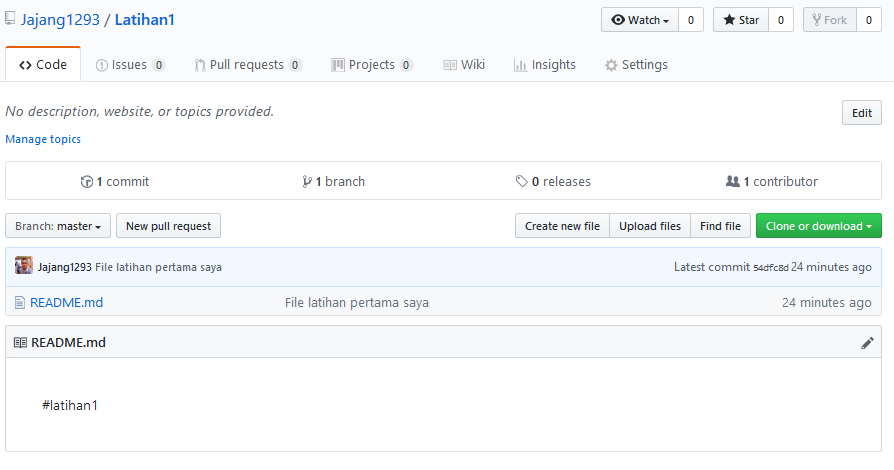 Jajang1293 / Latihan1 Watch 0 Star 0 Fork 0
Code Issues 0 Pull requests 0 Projects 0 Wiki Insights Settings
No description, website, or topics provided. Edit
Manage topics
1 commit 1 branch 0 releases 1 contributor
Branch: master New pull request Create new file Upload files Find file Clone or download
Jajang1293 File latihan pertama saya Latest commit 54dfc8d 24 minutes ago
README.md File latihan pertama saya 24 minutes ago
README.md
#latihan1